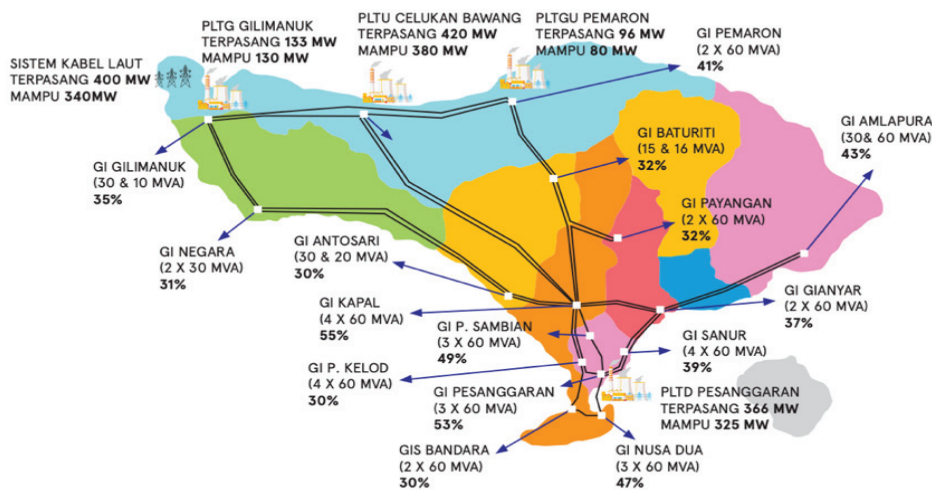 PLTG GILIMANUK
TERPASANG 133 MW
MAMPU 130 MW
PLTU CELUKAN BAWANG
TERPASANG 420 MW
MAMPU 380 MW
PLTGU PEMARON
TERPASANG 96 MW
MAMPU 80 MW
GI PEMARON
(2 X 60 MVA)
41%
SISTEM KABEL LAUT
TERPASANG 400 MW
MAMPU 340MW
GI GILIMANUK
(30 & 10 MVA)
35%
GI BATURITI
(15 & 16 MVA)
32%
GI AMLAPURA
(30& 60 MVA)
43%
GI PAYANGAN
(2 X 60 MVA)
32%
GI NEGARA
(2 X 30 MVA)
31%
GI ANTOSARI
(30 & 20 MVA)
30%
GI KAPAL
(4 X 60 MVA)
55%
GI P. SAMBIAN
(3 X 60 MVA)
49%
GI GIANYAR
(2 X 60 MVA)
37%
GI SANUR
(4 X 60 MVA)
39%
GI P. KELOD
(4 X 60 MVA)
30%
GI PESANGGARAN
(3 X 60 MVA)
53%
PLTD PESANGGARAN
TERPASANG 366 MW
MAMPU 325 MW
GIS BANDARA
(2 X 60 MVA)
30%
GI NUSA DUA
(3 X 60 MVA)
47%